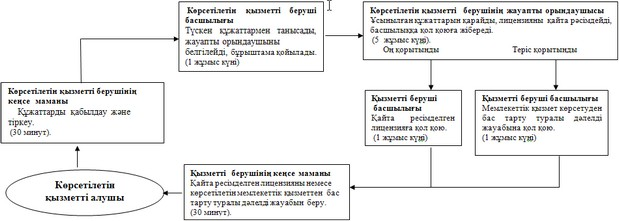 Көрсетілетін қызметті беруші
басшылығы
Түскен құжаттармен танысады,
жауапты орындаушыны
белгілейді, бұрыштама қойылады.
(1 жұмыс күні)
Көрсетілетін қызметті берушінің жауапты орындаушысы
Ұсынылған құжаттарын қарайды, лицензияны қайта рәсімдейді,
басшылыққа қол қоюға жібереді.
(5 жұмыс күні).
Оң қорытынды Теріс қорытынды
Көрсетілетін қызметті берушінің
кеңсе маманы
Құжаттарды қабылдау және
тіркеу.
(30 минут).
Қызметті беруші
басшылығы
Қайта ресімделген
лицензияға қол қою.
(1 жұмыс күні)
Қызметті беруші басшылығы
Мемлекеттік қызмет көрсетуден
бас тарту туралы дәлелді
жауабына қол қою.
(1 жұмыс күні)
Көрсетілетін
қызметті алушы
Қызметті берушінің кеңсе маманы
Қайта ресімделген лицензияны немесе
көрсетілетін мемлекеттік қызметтен бас
тарту туралы дәлелді жауабын беру.
(30 минут).